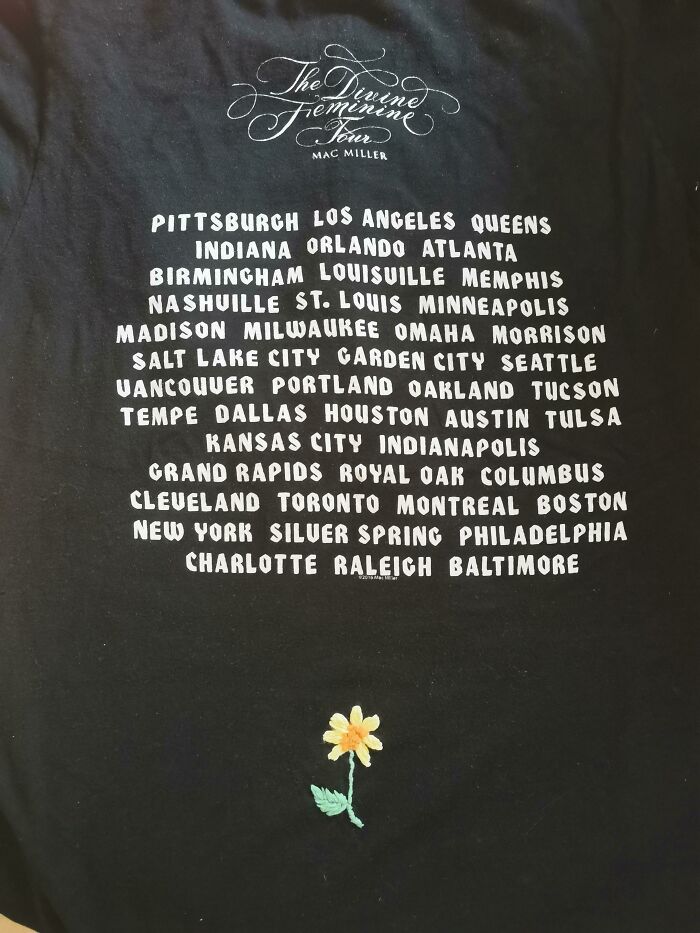 The Divine
Feminine
Tour
MAC MILLER
PITTSBURGH LOS ANGELES QUEENS
INDIANA ORLANDO ATLANTA
BIRMINGHAM LOUISVILLE MEMPHIS
NASHVILLE ST. LOUIS MINNEAPOLIS
MADISON MILWAUKEE OMAHA MORRISON
SALT LAKE CITY GARDEN CITY SEATTLE
VANCOUVER PORTLAND OAKLAND TUCSON
TEMPE DALLAS HOUSTON AUSTIN TULSA
KANSAS CITY INDIANAPOLIS
GRAND RAPIDS ROYAL OAK COLUMBUS
CLEVELAND TORONTO MONTREAL BOSTON
NEW YORK SILVER SPRING PHILADELPHIA
CHARLOTTE RALEIGH BALTIMORE
©2016 Mac Miller